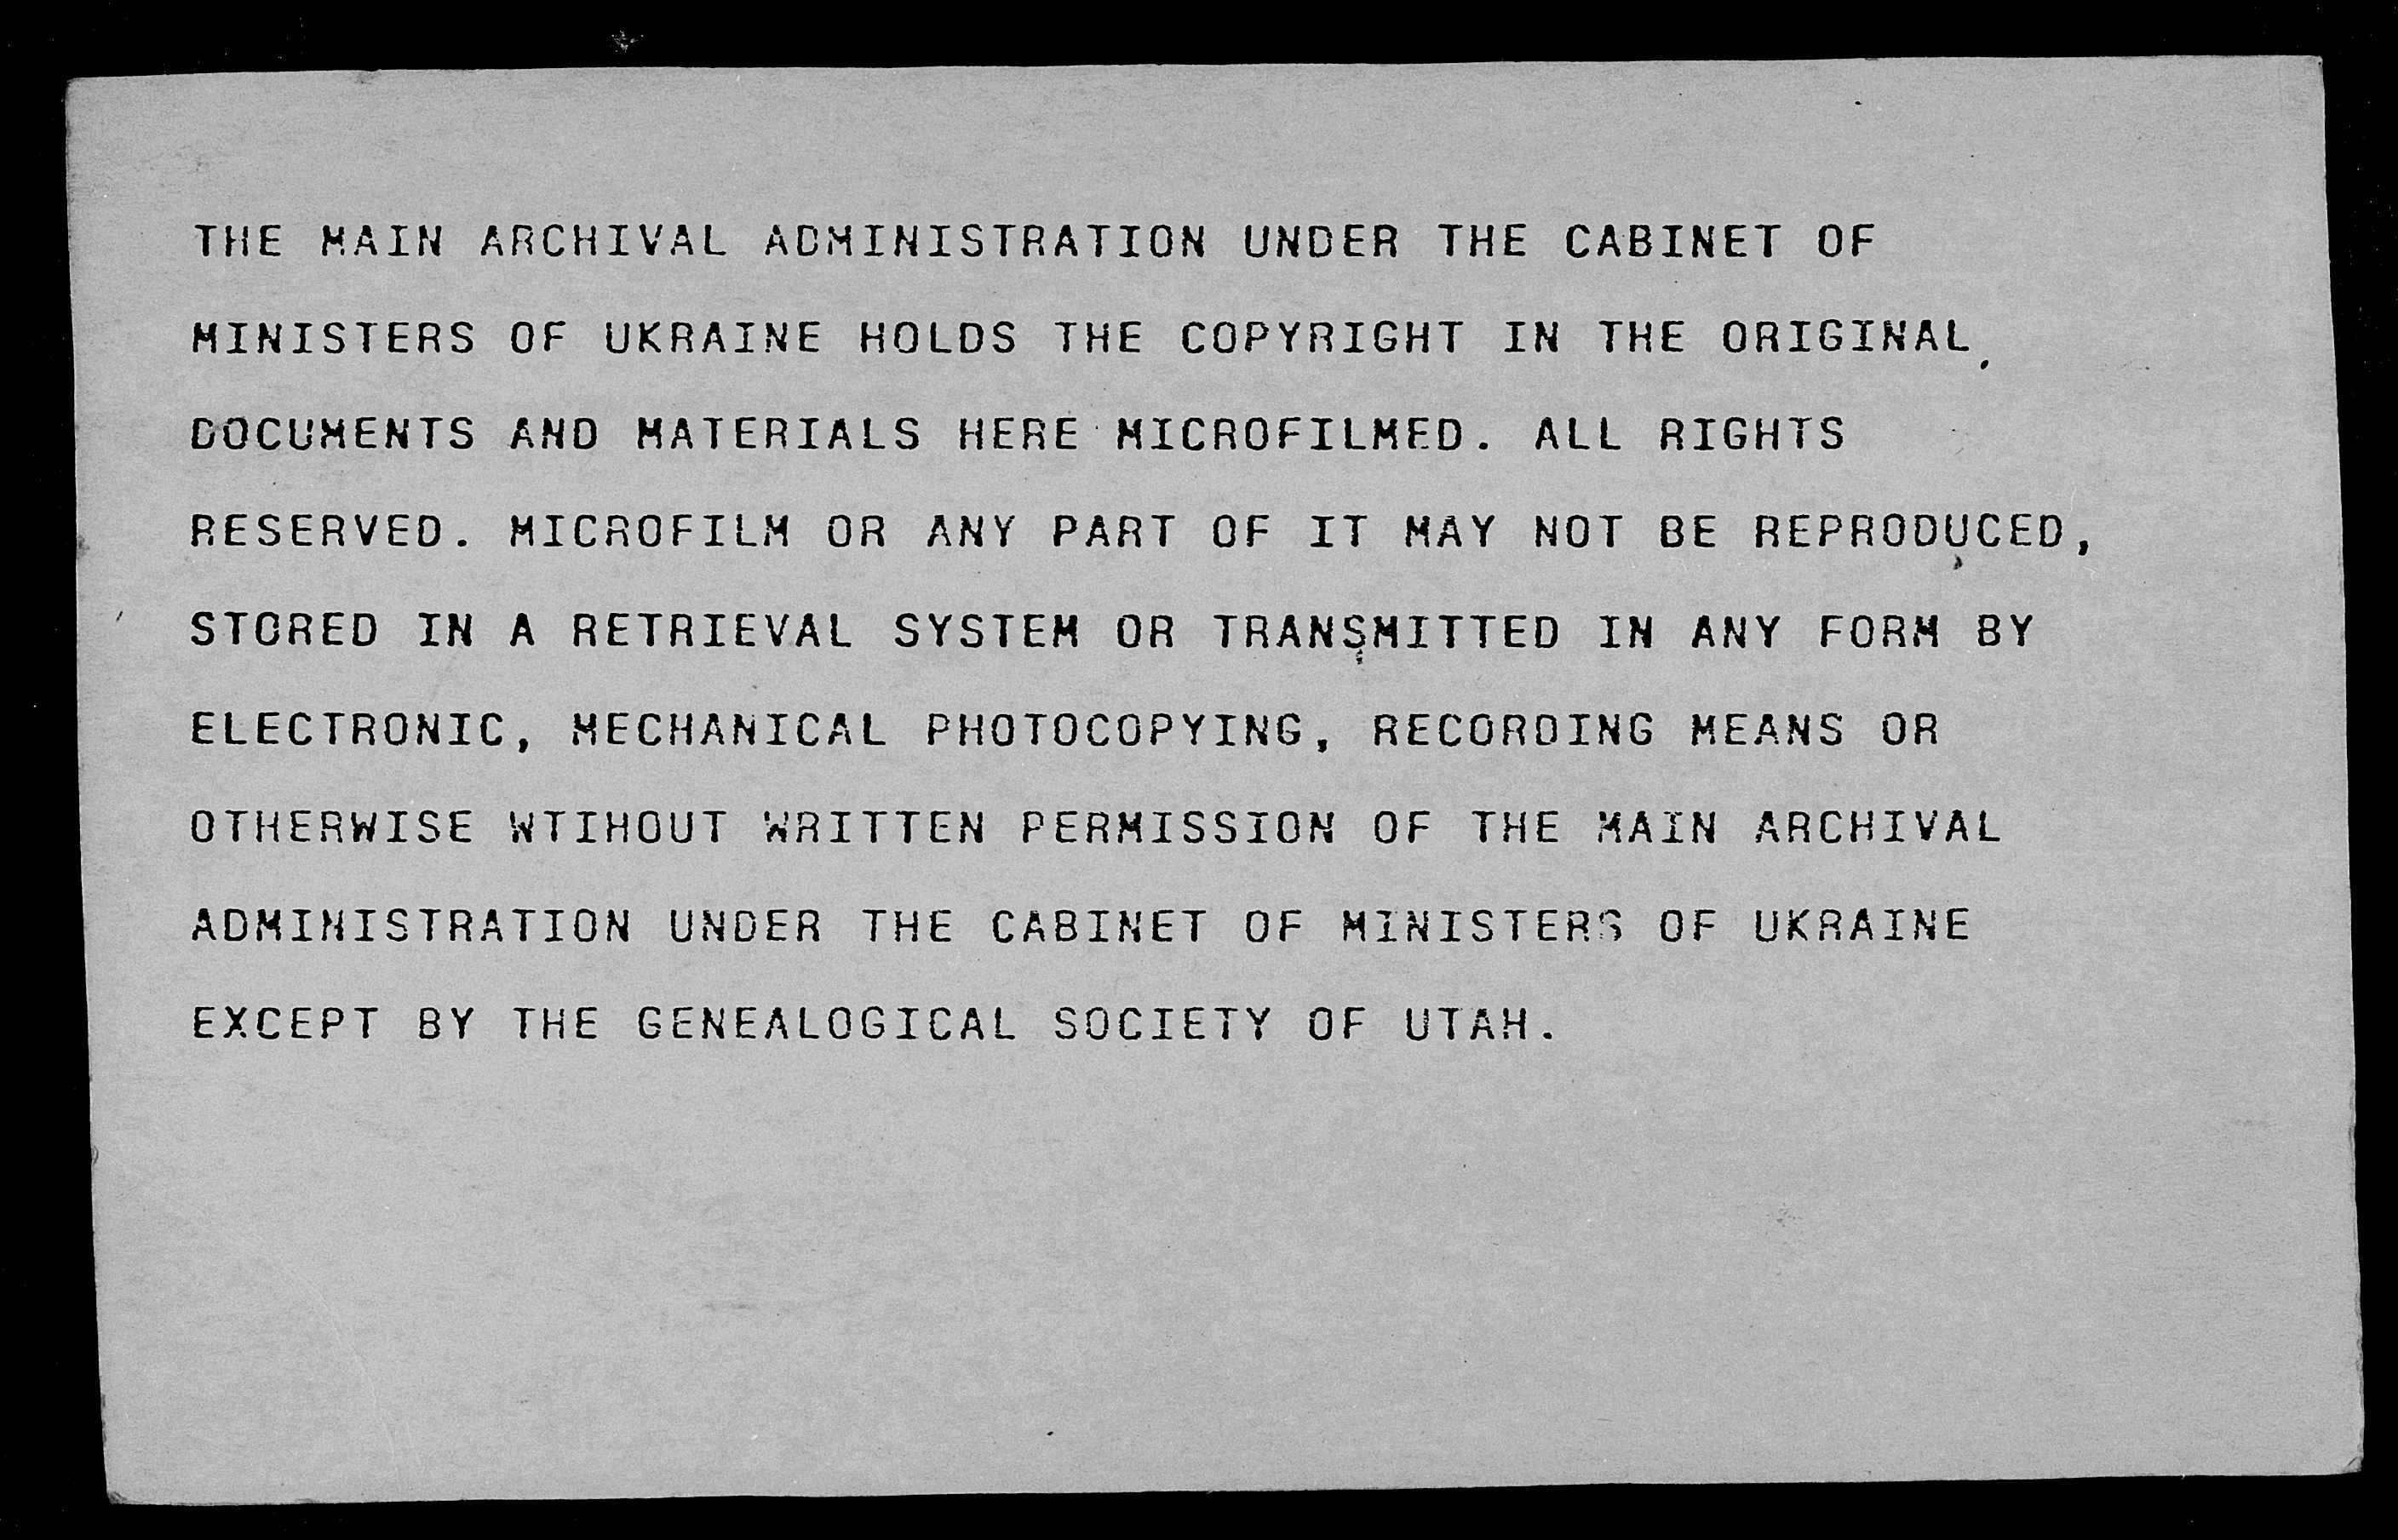 THE MAIN ARCHIVAL ADMINISTRATION UNDER THE CABINET OF
MINISTERS OF UKRAINE HOLDS THE COPYRIGHT IN THE ORIGINAL
DOCUMENTS AND MATERIALS HERE MICROFILMED. ALL RIGHTS
RESERVED. MICROFILM OR ANY PART OF IT MAY NOT BE REPRODUCED,
STORED IN A RETRIEVAL SYSTEM OR TRANSMITTED IN ANY FORM BY
ELECTRONIC, MECHANICAL PHOTOCOPYING, RECORDING MEANS OR
OTHERWISE WTIHOUT WRITTEN PERMISSION OF THE MAIN ARCHIVAL
ADMINISTRATION UNDER THE CABINET OF MINISTERS OF UKRAINE
EXCEPT BY THE GENEALOGICAL SOCIETY OF UTAH.